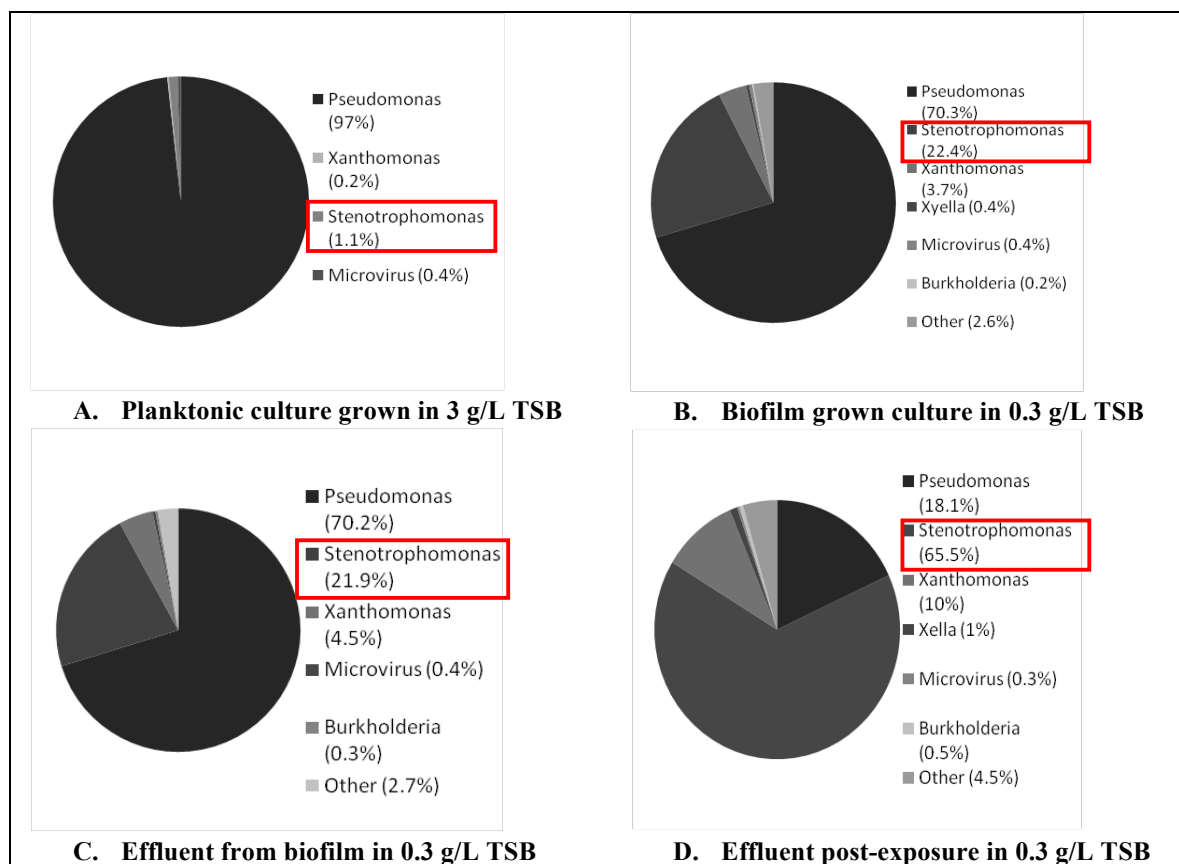 Pseudomonas
(97%)
Xanthomonas
(0.2%)
Stenotrophomonas
(1.1%)
Microvirus (0.4%)
A. Planktonic culture grown in 3 g/L TSB
Pseudomonas
(70.3%)
Stenotrophomonas
(22.4%)
Xanthomonas
(3.7%)
Xyella (0.4%)
Microvirus (0.4%)
Burkholderia (0.2%)
Other (2.6%)
B. Biofilm grown culture in 0.3 g/L TSB
Pseudomonas
(70.2%)
Stenotrophomonas
(21.9%)
Xanthomonas
(4.5%)
Microvirus (0.4%)
Burkholderia
(0.3%)
Other (2.7%)
C. Effluent from biofilm in 0.3 g/L TSB
Pseudomonas
(18.1%)
Stenotrophomonas
(65.5%)
Xanthomonas
(10%)
Xella (1%)
Microvirus (0.3%)
Burkholderia
(0.5%)
Other (4.5%)
D. Effluent post-exposure in 0.3 g/L TSB